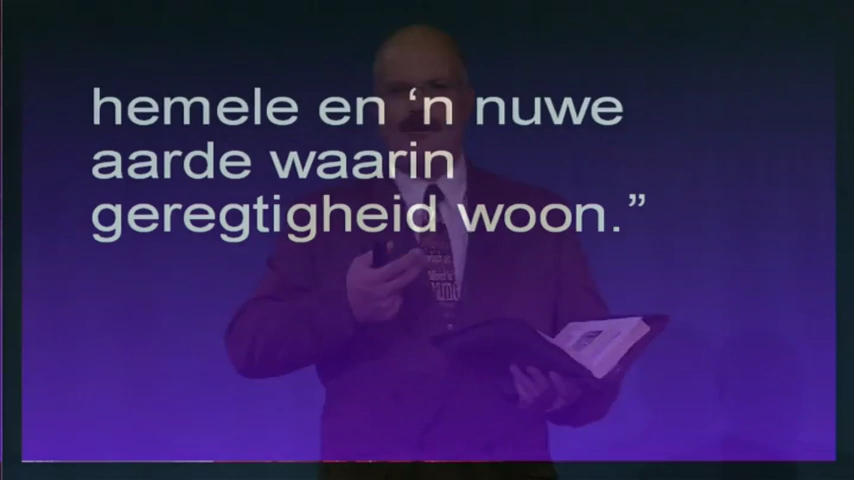 hemele en ‘n nuwe
aarde waarin
geregtigheid woon.”